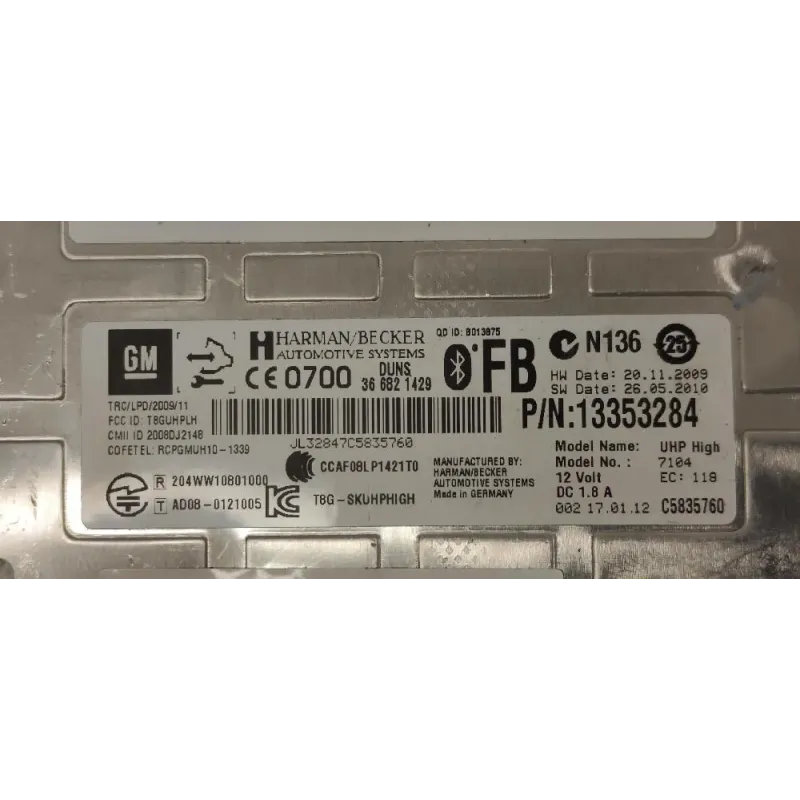 GM
HARMAN/BECKER
AUTOMOTIVE SYSTEMS
QD ID: B013875
N136
25
CE 0700
DUNS
36 682 1429
FB
HW Date: 20.11.2009
SW Date: 26.05.2010
TRC/LPD/2009/11
FCC ID: T8GUHPLH
CMII ID 2008DJ2148
COFETEL: RCPGMUH10-1339
JL32847C5835760
P/N:13353284
R 204WW10801000
T AD08-0121005
CCAF08LP1421T0
T8G-SKUHPHIGH
MANUFACTURED BY:
HARMAN/BECKER
AUTOMOTIVE SYSTEMS
Made in GERMANY
Model Name: UHP High
Model No.: 7104
12 Volt EC: 118
DC 1.8 A
002 17.01.12 C5835760